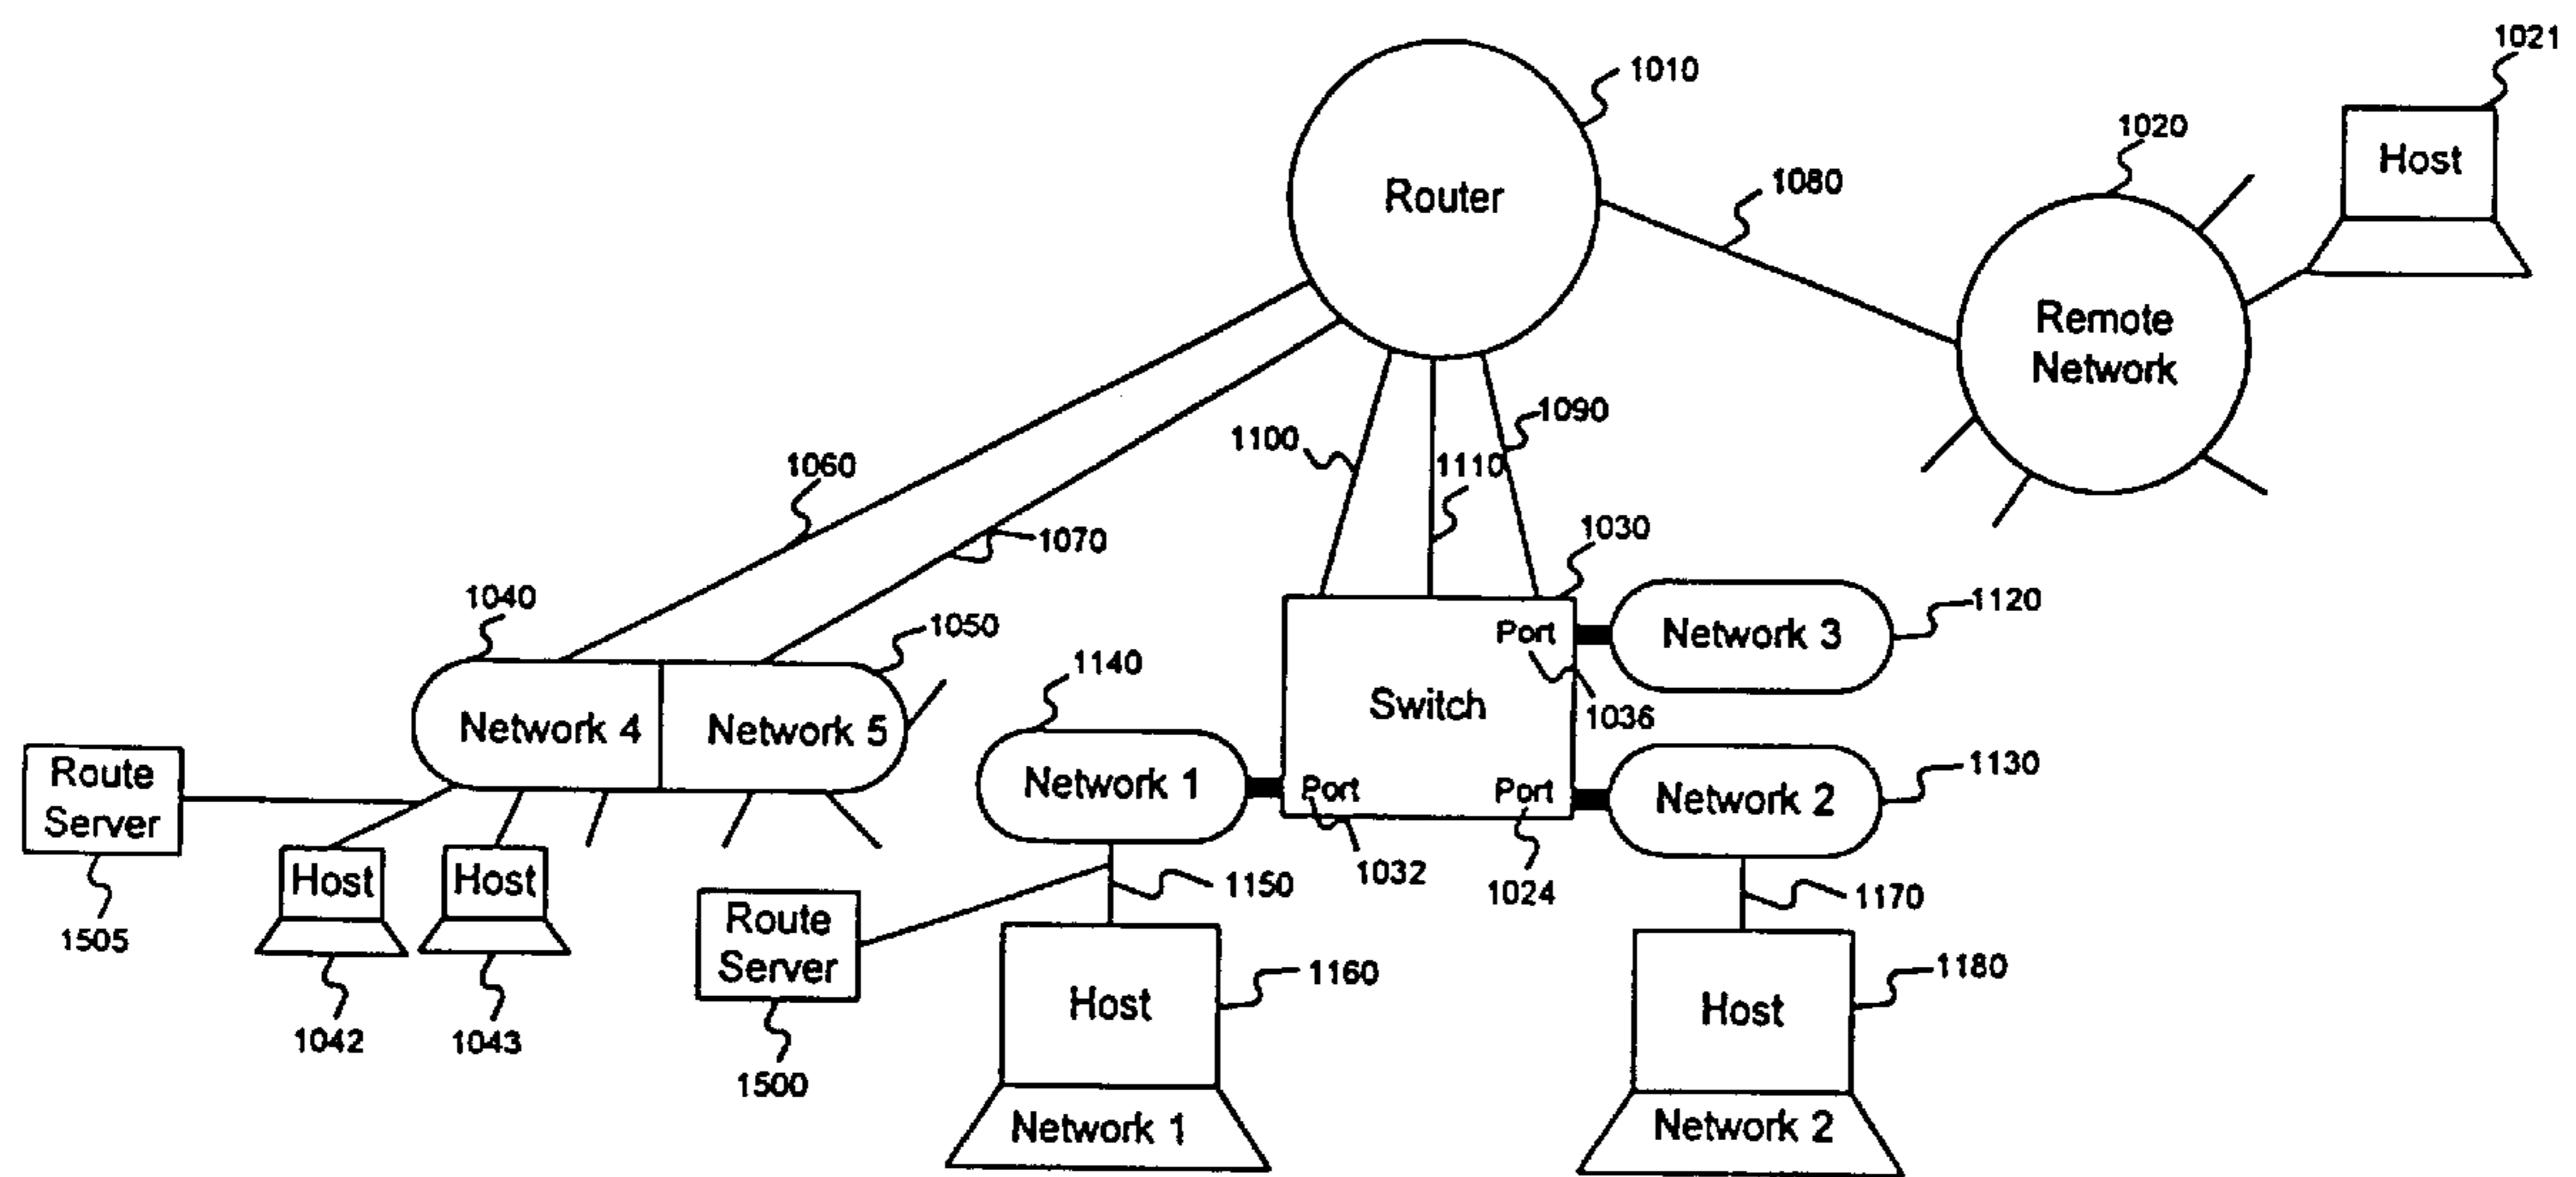 1021
1010
Host
1020
1080
Router
Remote
Network
1090
1100
1110
1060
1070
1030
1040
1050
1120
Port
Network 3
1140
Switch
1036
Network 4
Network 5
1130
Route
Server
Network 1
Port
Port
Network 2
Host
Host
1032
1024
1150
1170
Route
Server
1505
1160
1180
Host
Host
1042
1043
1500
Network 1
Network 2